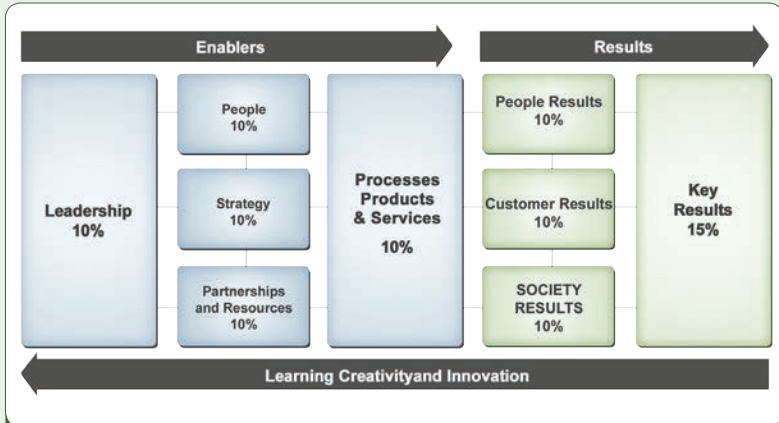 Enablers
Results
Leadership
10%
People
10%
Strategy
10%
Partnerships
and Resources
10%
Processes
Products
& Services
10%
People Results
10%
Customer Results
10%
SOCIETY
RESULTS
10%
Key
Results
15%
Learning Creativityand Innovation